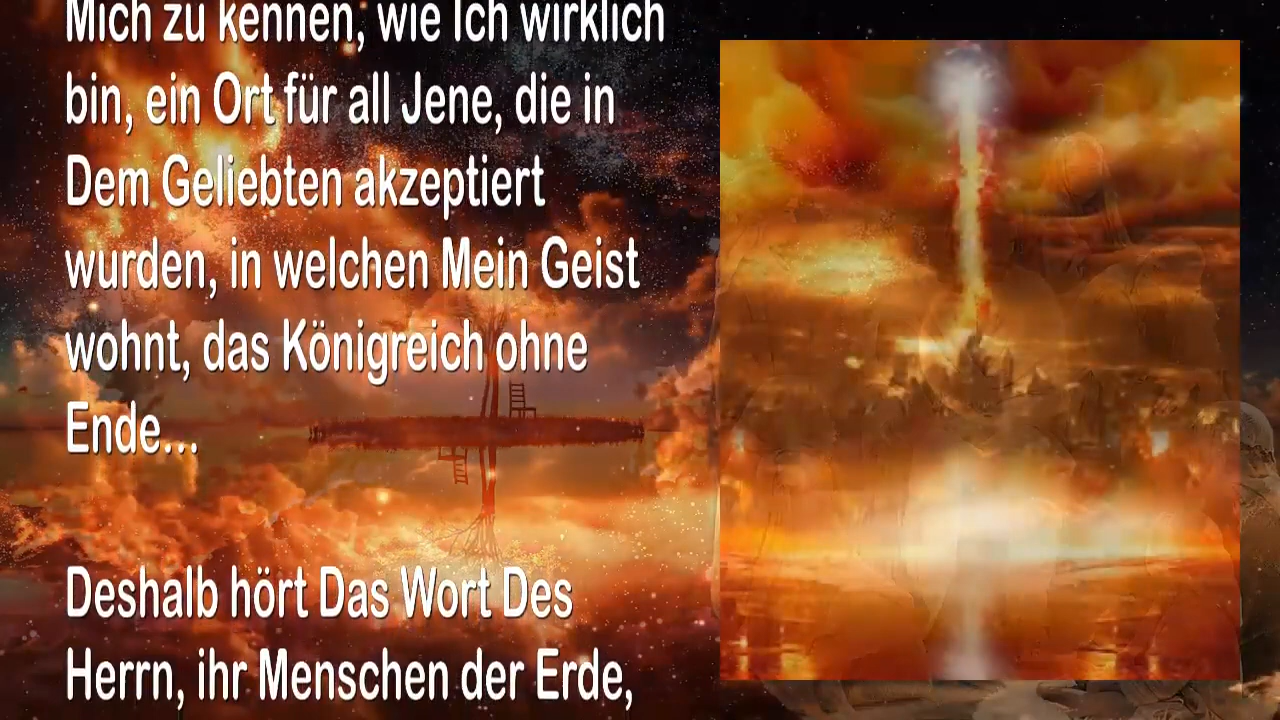 Mich zu kennen, wie Ich wirklich
bin, ein Ort für all Jene, die in
Dem Geliebten akzeptiert
wurden, in welchen Mein Geist
wohnt, das Königreich ohne
Ende…
Deshalb hört Das Wort Des
Herrn, ihr Menschen der Erde,